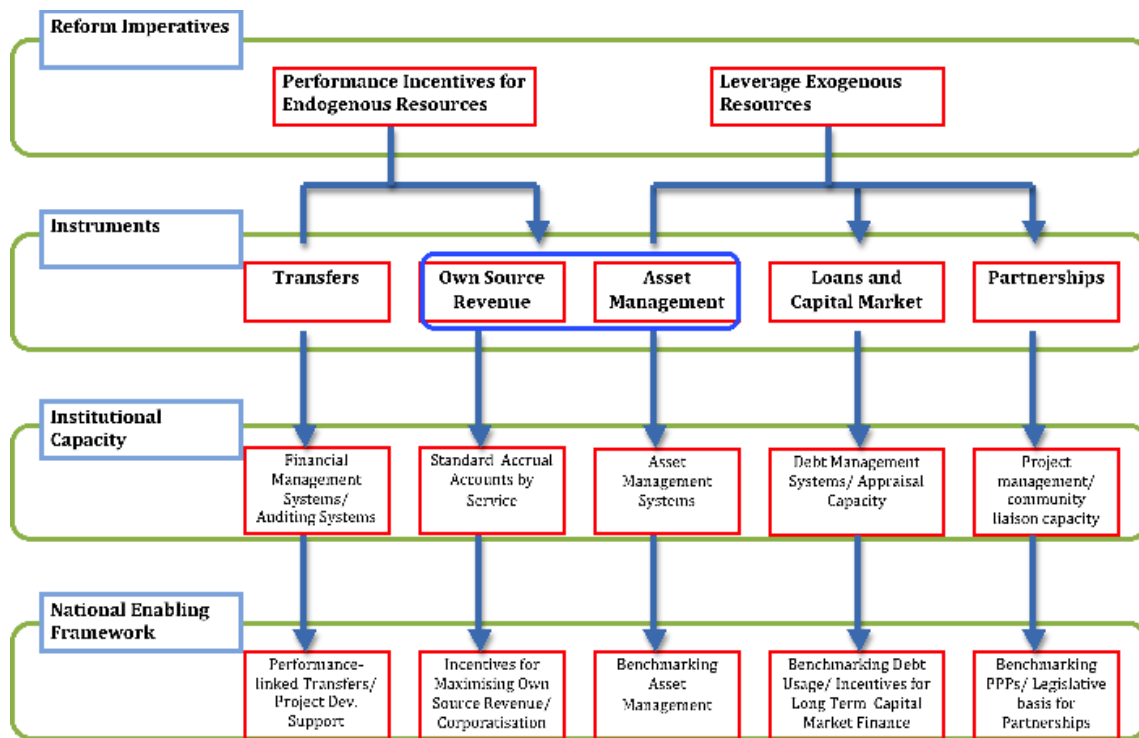 Reform Imperatives
Performance Incentives for
Endogenous Resources
Leverage Exogenous
Resources
Instruments
Transfers
Own Source
Revenue
Asset
Management
Loans and
Capital Market
Partnerships
Institutional
Capacity
Financial
Management
Systems/
Auditing Systems
Standard Accrual
Accounts by
Service
Asset
Management
Systems
Debt Management
Systems/ Appraisal
Capacity
Project
management/
community
liaison capacity
National Enabling
Framework
Performance-
linked Transfers/
Project Dev.
Support
Incentives for
Maximising Own
Source Revenue/
Corporatisation
Benchmarking
Asset
Management
Benchmarking Debt
Usage/ Incentives for
Long Term Capital
Market Finance
Benchmarking
PPPs/ Legislative
basis for
Partnerships